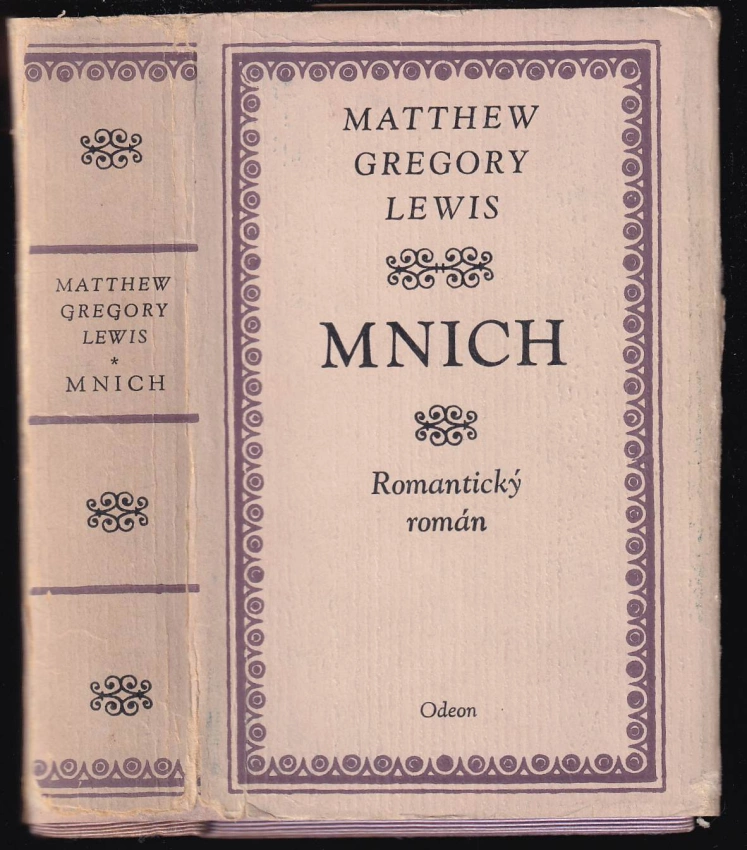 MATTHEW
GREGORY
LEWIS
*
MNICH
MATTHEW
GREGORY
LEWIS
MNICH
Romantický
román
Odeon